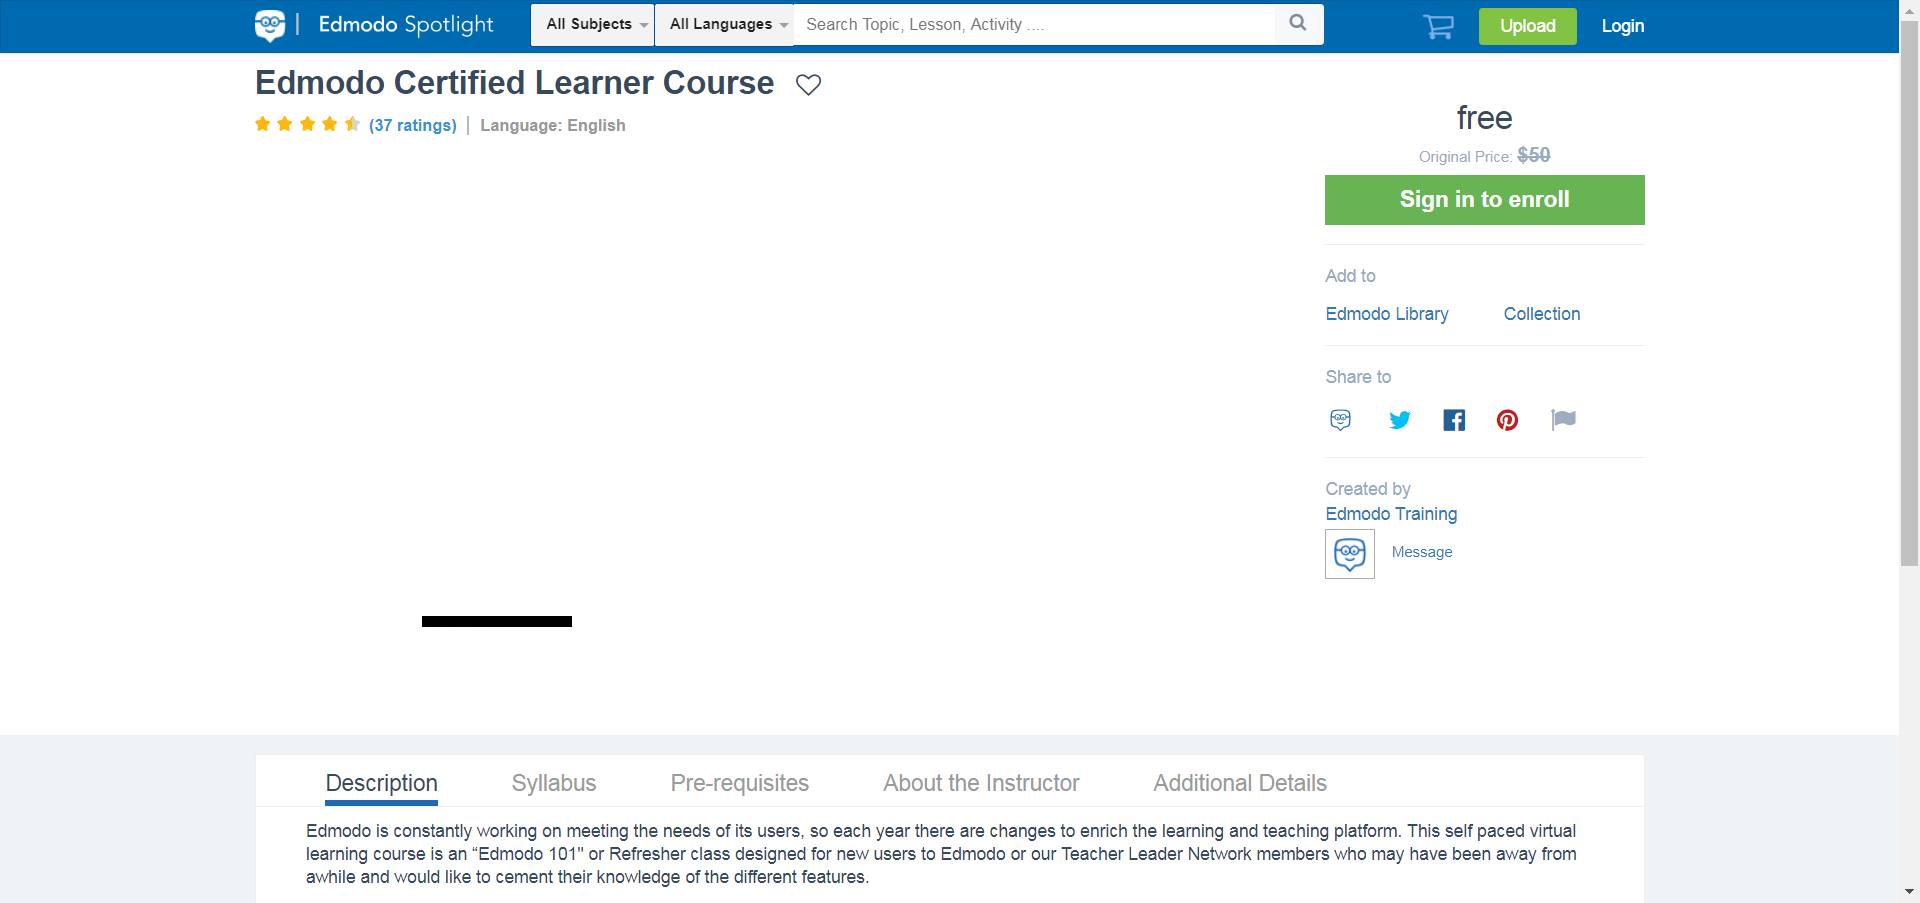 Edmodo Spotlight
All Subjects
All Languages
Search Topic, Lesson, Activity ....
Upload
Login
Edmodo Certified Learner Course
(37 ratings)
Language: English
free
Original Price: $50
Sign in to enroll
Add to
Edmodo Library
Collection
Share to
Created by
Edmodo Training
Message
Description
Syllabus
Pre-requisites
About the Instructor
Additional Details
Edmodo is constantly working on meeting the needs of its users, so each year there are changes to enrich the learning and teaching platform. This self paced virtual
learning course is an “Edmodo 101" or Refresher class designed for new users to Edmodo or our Teacher Leader Network members who may have been away from
awhile and would like to cement their knowledge of the different features.